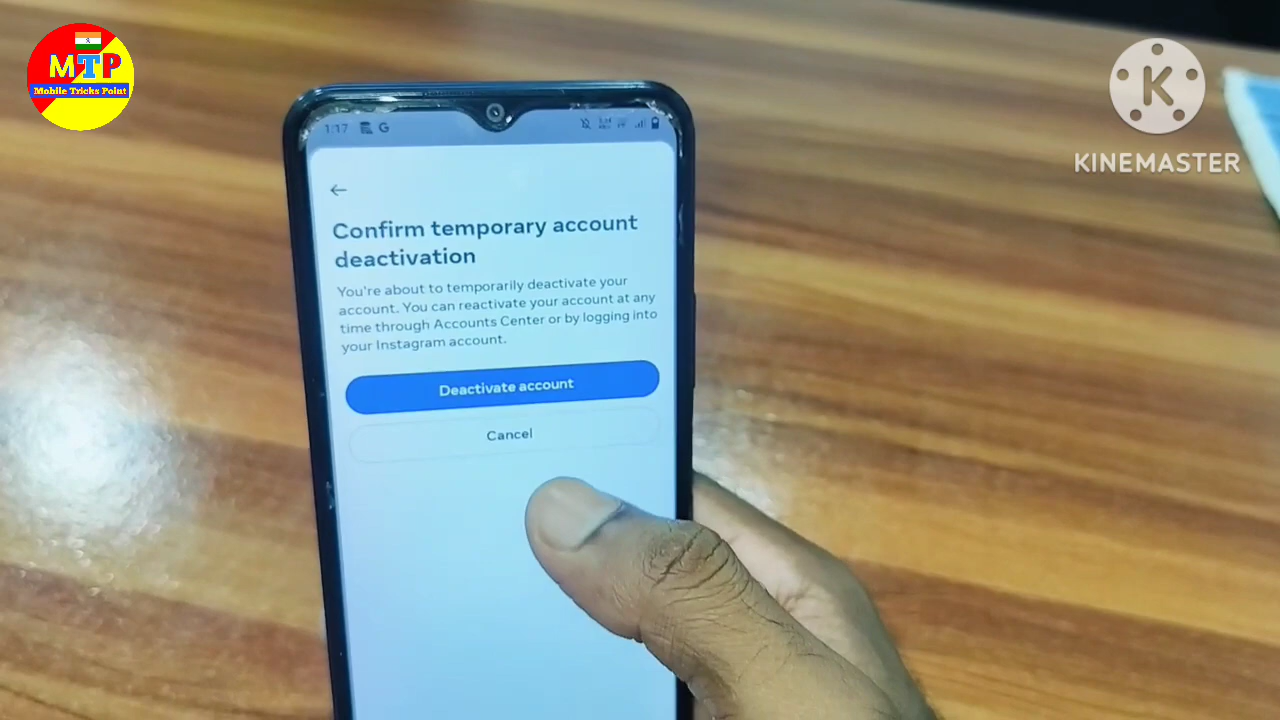 MTP
Mobile Tricks Point
K
KINEMASTER
1:17
G
Confirm temporary account
deactivation
You're about to temporarily deactivate your
account. You can reactivate your account at any
time through Accounts Center or by logging into
your Instagram account.
Deactivate account
Cancel